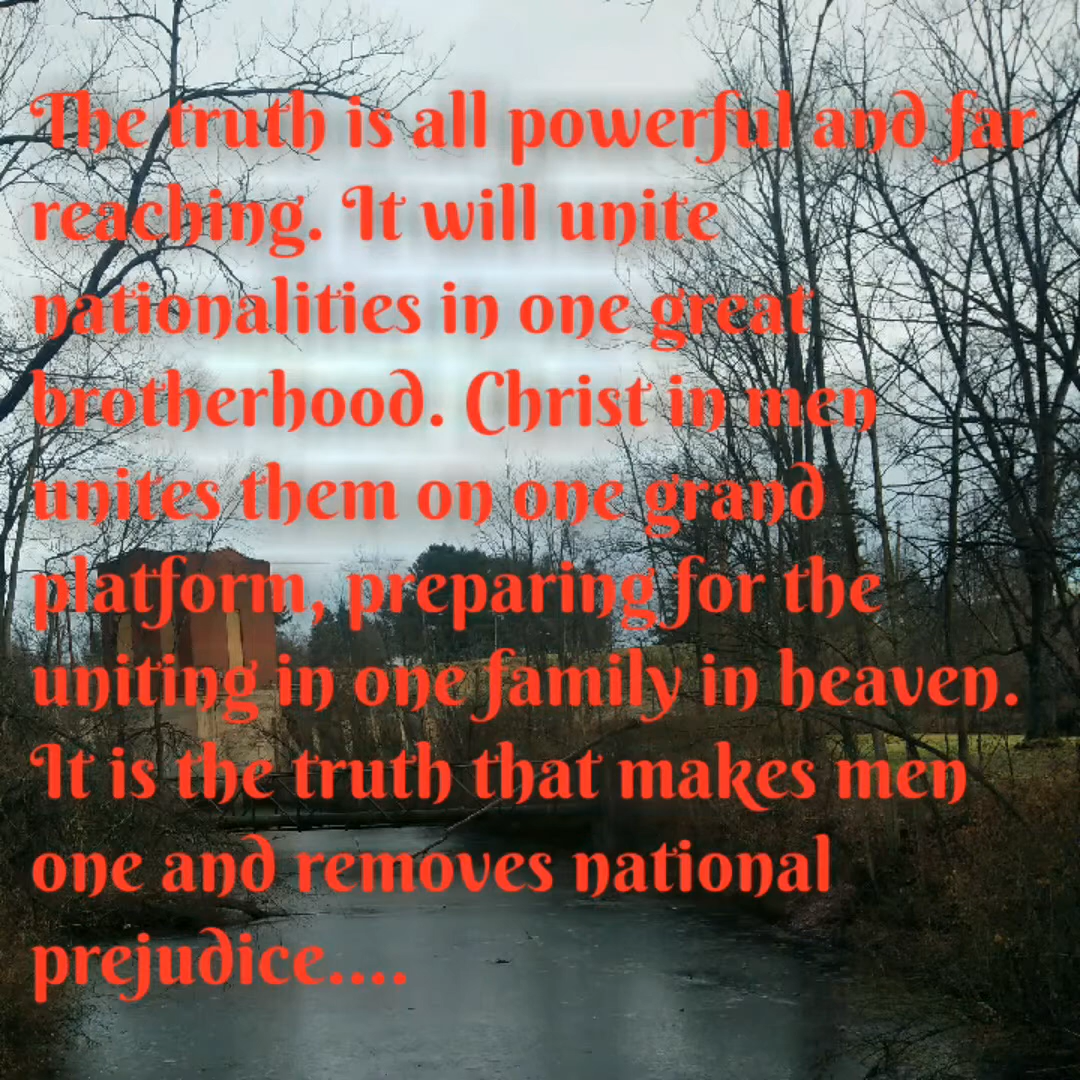 The truth is all powerful and far
reaching. It will unite
nationalities in one great
brotherhood. Christ in men
unites them on one grand
platform, preparing for the
uniting in one family in heaven.
It is the truth that makes men
one and removes national
prejudice....